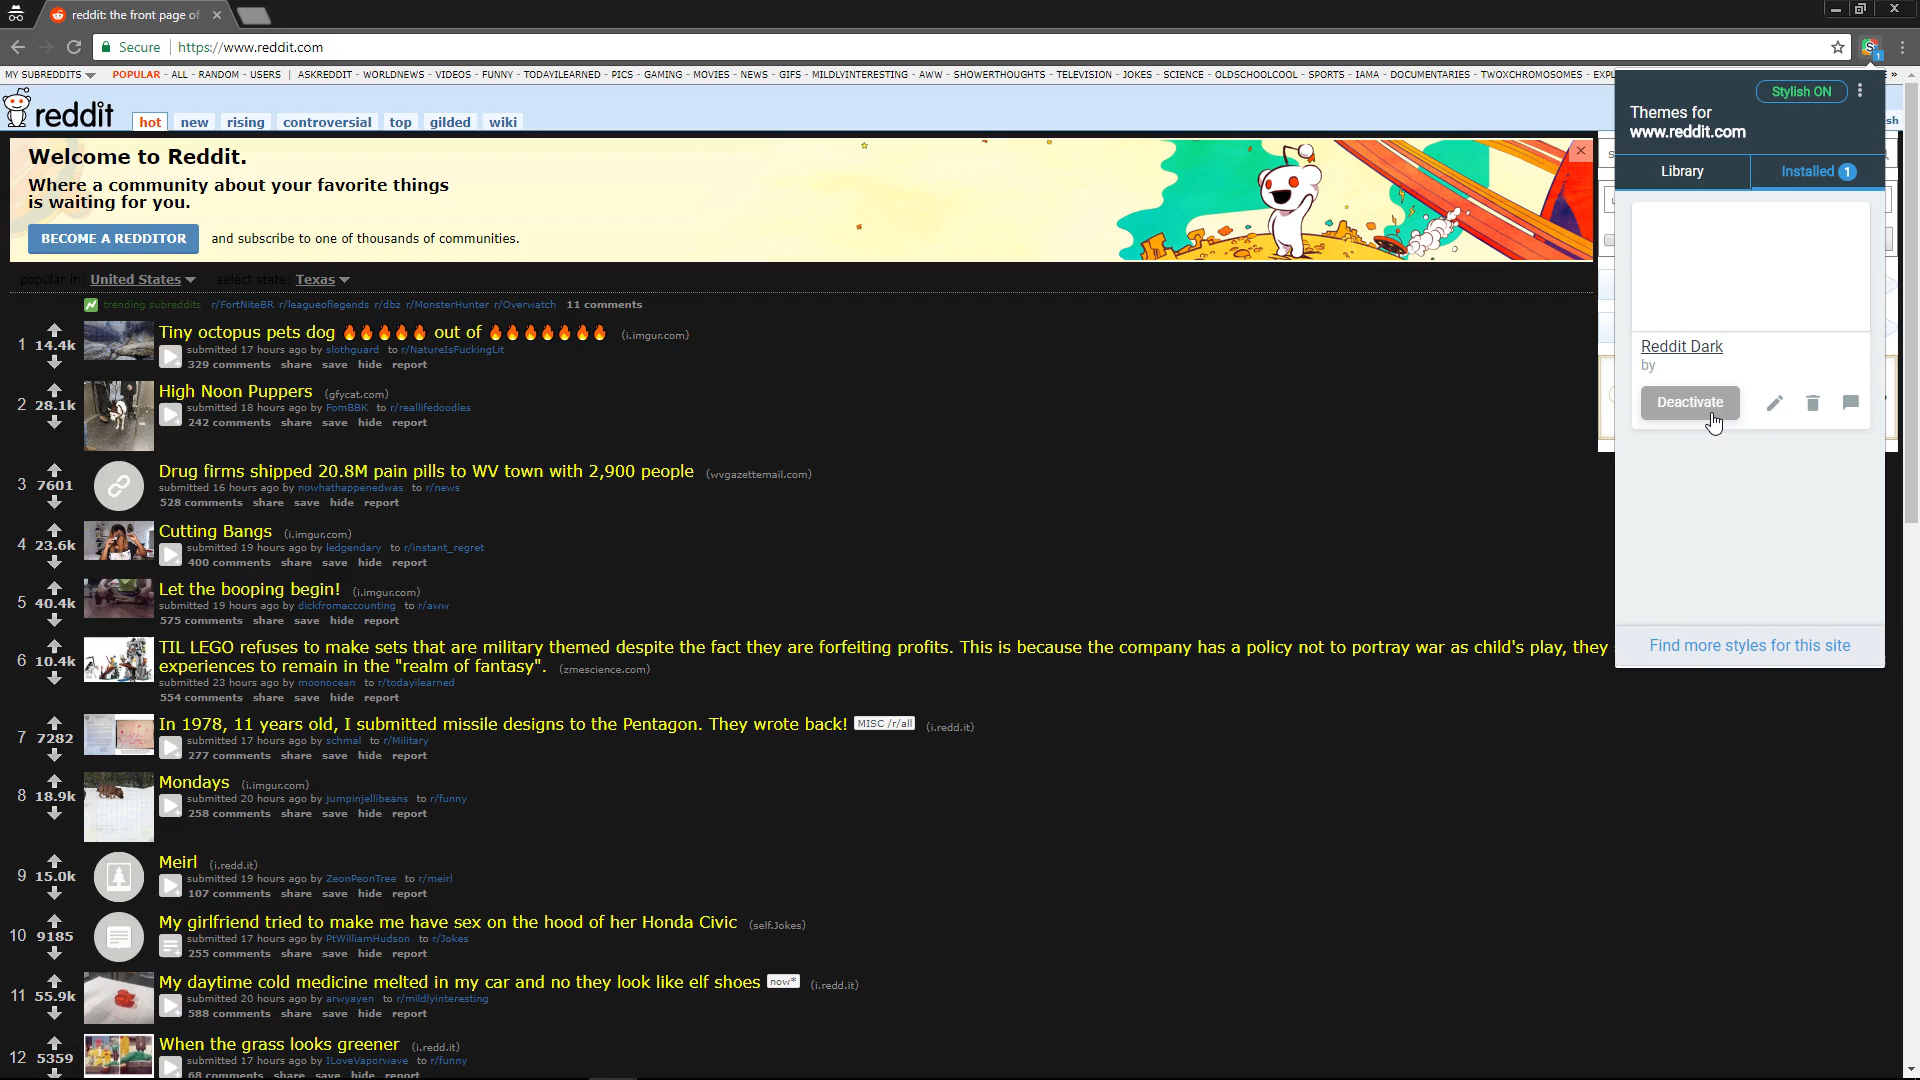 reddit: the front page of
Secure https://www.reddit.com
MY SUBREDDITS POPULAR - ALL - RANDOM - USERS | ASKREDDIT - WORLDNEWS - VIDEOS - FUNNY - TODAYILEARNED - PICS - GAMING - MOVIES - NEWS - GIFS - MILDLYINTERESTING - AWW - SHOWERTHOUGHTS - TELEVISION - JOKES - SCIENCE - OLDSCHOOLCOOL - SPORTS - IAMA - DOCUMENTARIES - TWOXCHROMOSOMES - EXPL
reddit hot new rising controversial top gilded wiki
Welcome to Reddit.
Where a community about your favorite things
is waiting for you.
BECOME A REDDITOR and subscribe to one of thousands of communities.
popular in: United States select state: Texas
trending subreddits r/FortNiteBR r/leagueoflegends r/dbz r/MonsterHunter r/Overwatch 11 comments
1 14.4k Tiny octopus pets dog 🔥🔥🔥🔥🔥 out of 🔥🔥🔥🔥🔥🔥🔥 (i.imgur.com)
submitted 17 hours ago by slothguard to r/NatureIsFuckingLit
329 comments share save hide report
2 28.1k High Noon Puppers (gfycat.com)
submitted 18 hours ago by FomBBK to r/reallifedoodles
242 comments share save hide report
3 7601 Drug firms shipped 20.8M pain pills to WV town with 2,900 people (wvgazettemail.com)
submitted 16 hours ago by nowhathappenedwas to r/news
528 comments share save hide report
4 23.6k Cutting Bangs (i.imgur.com)
submitted 19 hours ago by ledgendary to r/instant_regret
400 comments share save hide report
5 40.4k Let the booping begin! (i.imgur.com)
submitted 19 hours ago by dickfromaccounting to r/aww
575 comments share save hide report
6 10.4k TIL LEGO refuses to make sets that are military themed despite the fact they are forfeiting profits. This is because the company has a policy not to portray war as child's play, they
experiences to remain in the "realm of fantasy". (zmescience.com)
submitted 23 hours ago by moonocean to r/todayilearned
554 comments share save hide report
7 7282 In 1978, 11 years old, I submitted missile designs to the Pentagon. They wrote back! MISC /r/all (i.redd.it)
submitted 17 hours ago by schmal to r/Military
277 comments share save hide report
8 18.9k Mondays (i.imgur.com)
submitted 20 hours ago by jumpinjellibeans to r/funny
258 comments share save hide report
9 15.0k Meirl (i.redd.it)
submitted 19 hours ago by ZeonPeonTree to r/meirl
107 comments share save hide report
10 9185 My girlfriend tried to make me have sex on the hood of her Honda Civic (self.Jokes)
submitted 17 hours ago by PtWilliamHudson to r/Jokes
255 comments share save hide report
11 55.9k My daytime cold medicine melted in my car and no they look like elf shoes now* (i.redd.it)
submitted 20 hours ago by arwyayen to r/mildlyinteresting
588 comments share save hide report
12 5359 When the grass looks greener (i.redd.it)
submitted 17 hours ago by ILoveVaporwave to r/funny
68 comments share save hide report
Stylish ON
Themes for
www.reddit.com
Library Installed 1
Reddit Dark
by
Deactivate
Find more styles for this site